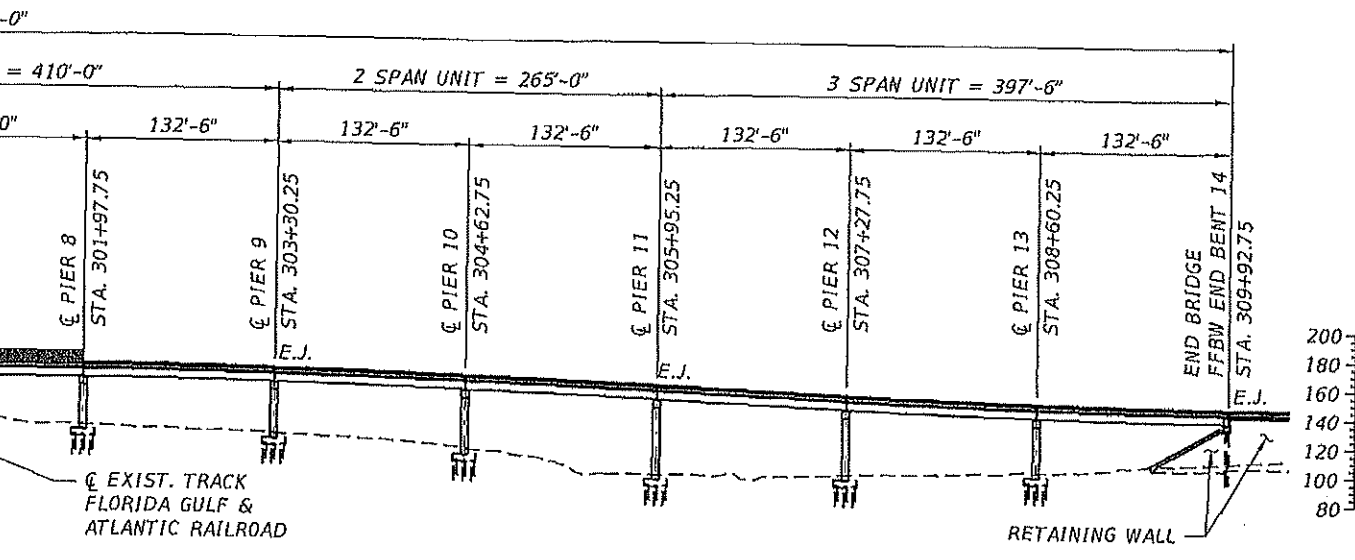 -0"
= 410'-0"
2 SPAN UNIT = 265'-0"
3 SPAN UNIT = 397'-6"
0"
132'-6"
132'-6"
132'-6"
132'-6"
132'-6"
132'-6"
℄ PIER 8
STA. 301+97.75
℄ PIER 9
STA. 303+30.25
℄ PIER 10
STA. 304+62.75
℄ PIER 11
STA. 305+95.25
℄ PIER 12
STA. 307+27.75
℄ PIER 13
STA. 308+60.25
END BRIDGE
FFBW END BENT 14
STA. 309+92.75
E.J.
E.J.
E.J.
200
180
160
140
120
100
80
℄ EXIST. TRACK
FLORIDA GULF &
ATLANTIC RAILROAD
RETAINING WALL